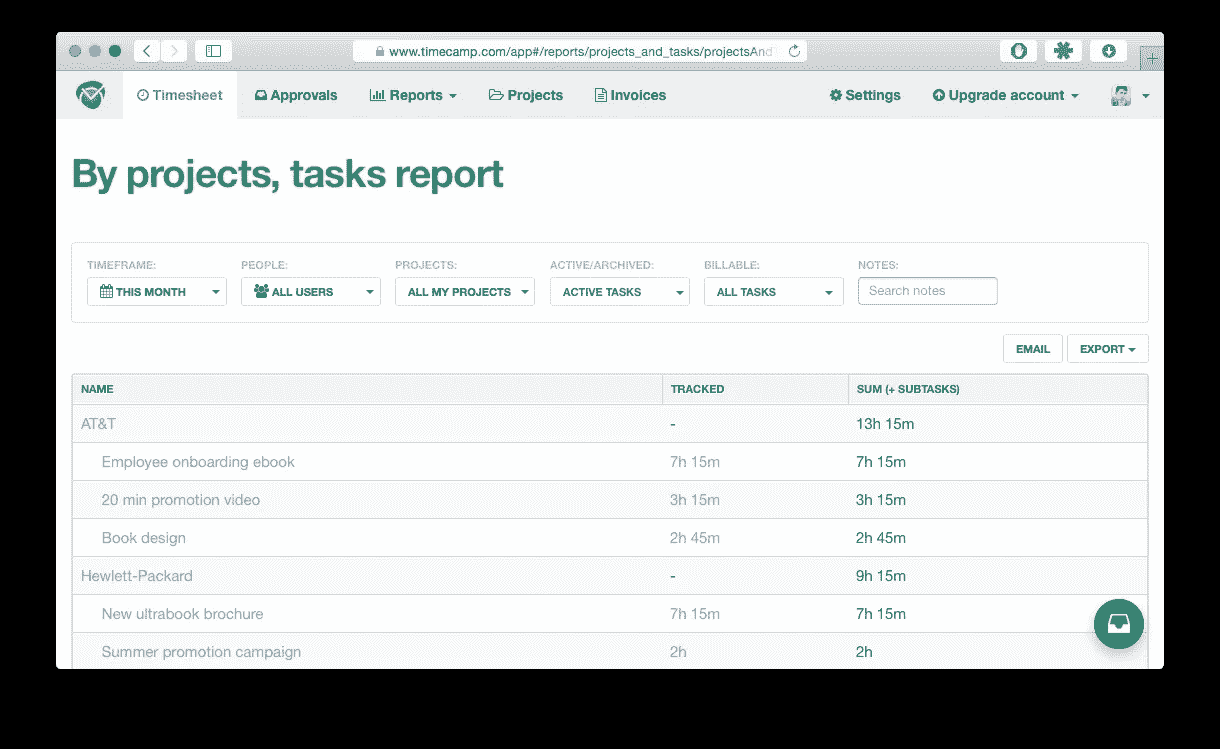 www.timecamp.com/app#/reports/projects_and_tasks/projectsAnd
Timesheet Approvals Reports Projects Invoices Settings Upgrade account
By projects, tasks report
TIMEFRAME: PEOPLE: PROJECTS: ACTIVE/ARCHIVED: BILLABLE: NOTES:
THIS MONTH ALL USERS ALL MY PROJECTS ACTIVE TASKS ALL TASKS Search notes
EMAIL EXPORT
NAME TRACKED SUM (+ SUBTASKS)
AT&T - 13h 15m
Employee onboarding ebook 7h 15m 7h 15m
20 min promotion video 3h 15m 3h 15m
Book design 2h 45m 2h 45m
Hewlett-Packard - 9h 15m
New ultrabook brochure 7h 15m 7h 15m
Summer promotion campaign 2h 2h